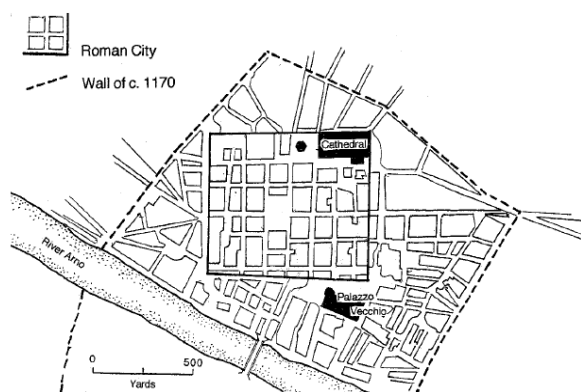 Roman City
Wall of c. 1170
Cathedral
River Arno
Palazzo
Vecchio
0 500
Yards